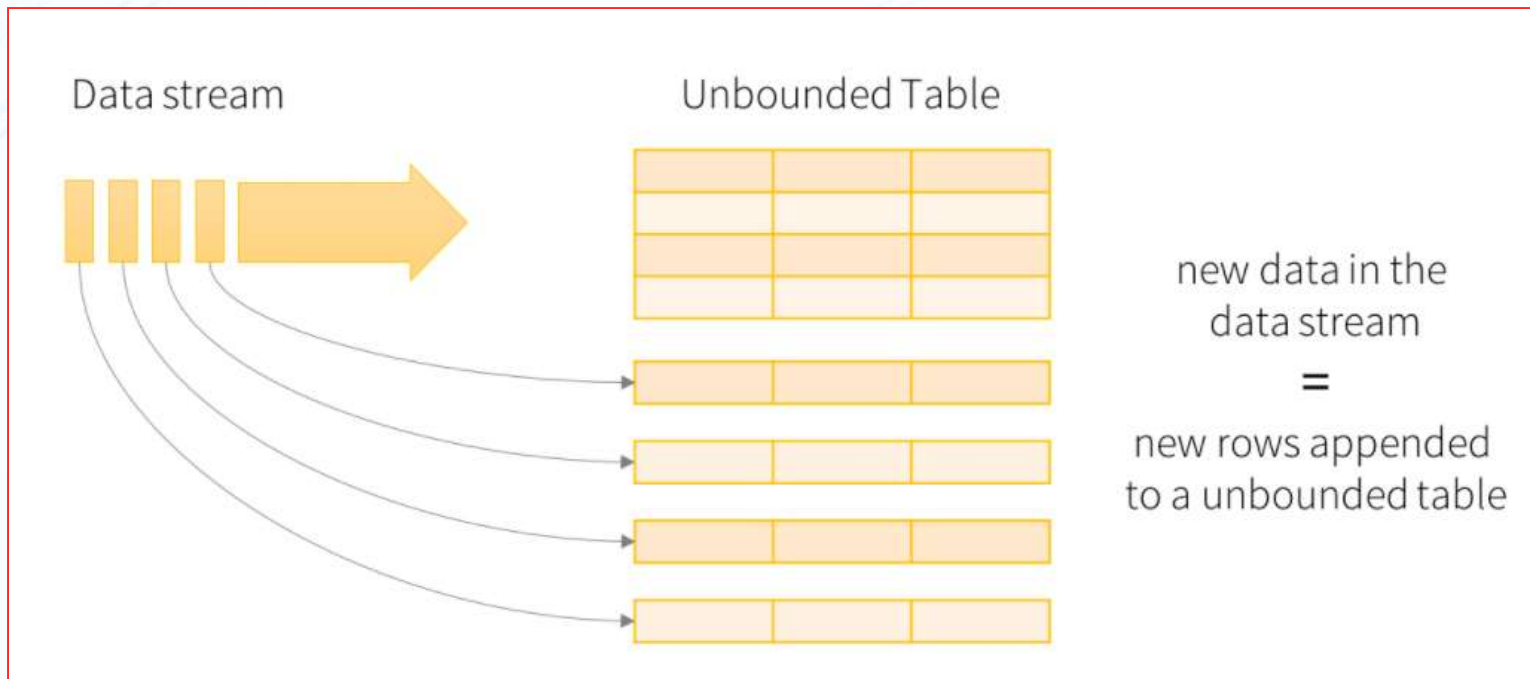 Data stream
Unbounded Table
new data in the
data stream
=
new rows appended
to a unbounded table